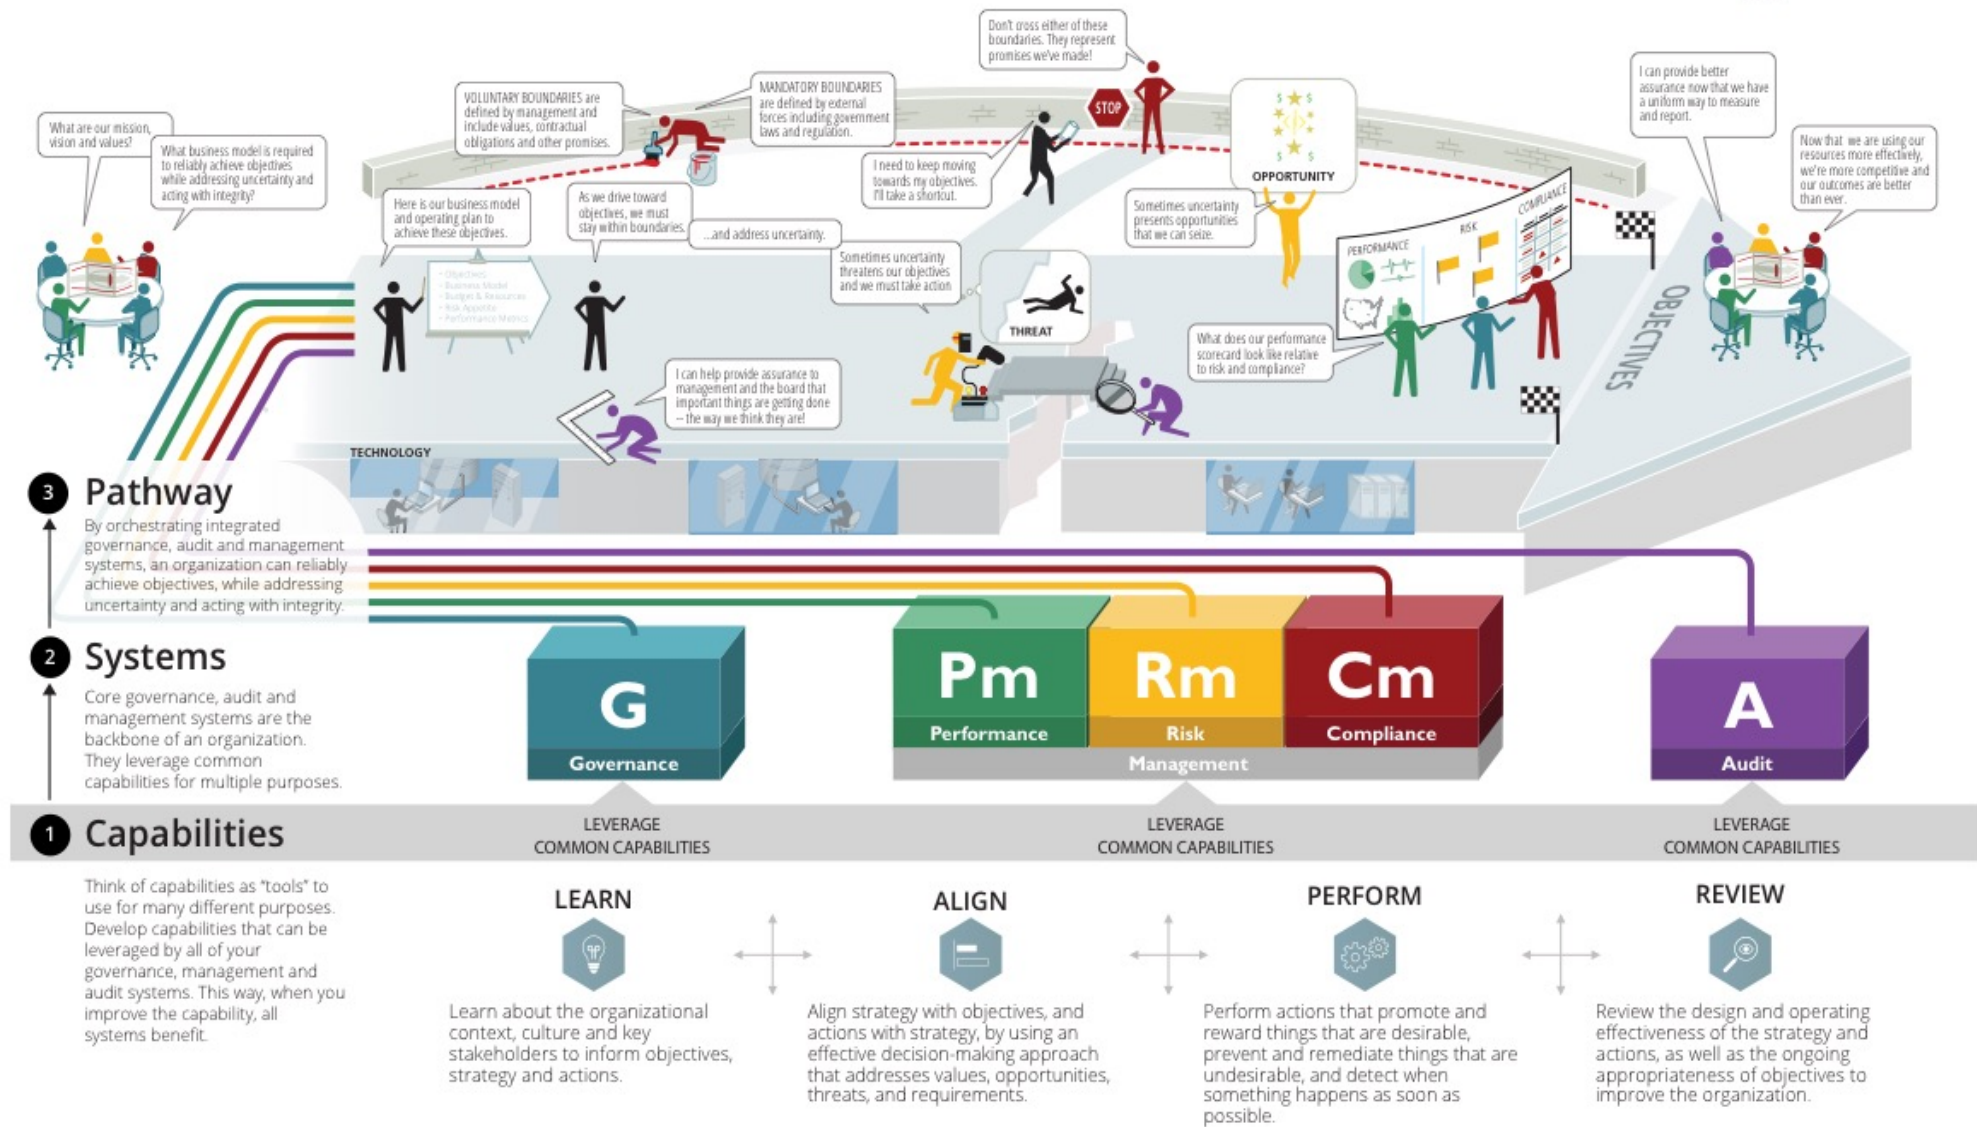 What are our mission,
vision and values?
What business model is required
to reliably achieve objectives
while addressing uncertainty and
acting with integrity?
VOLUNTARY BOUNDARIES are
defined by management and
include values, contractual
obligations and other promises.
MANDATORY BOUNDARIES
are defined by external
forces including government
laws and regulation.
Don't cross either of these
boundaries. They represent
promises we've made!
STOP
I need to keep moving
towards my objectives.
I'll take a shortcut.
OPPORTUNITY
Sometimes uncertainty
presents opportunities
that we can seize.
I can provide better
assurance now that we have
a uniform way to measure
and report.
Now that we are using our
resources more effectively,
we're more competitive and
our outcomes are better
than ever.
Here is our business model
and operating plan to
achieve these objectives.
As we drive toward
objectives, we must
stay within boundaries.
...and address uncertainty.
Sometimes uncertainty
threatens our objectives
and we must take action
THREAT
- Objectives
- Business Model
- Budgets & Resources
- Risk Appetite
- Performance Metrics
PERFORMANCE
RISK
COMPLIANCE
What does our performance
scorecard look like relative
to risk and compliance?
OBJECTIVES
I can help provide assurance to
management and the board that
important things are getting done
-- the way we think they are!
TECHNOLOGY
3 Pathway
By orchestrating integrated
governance, audit and management
systems, an organization can reliably
achieve objectives, while addressing
uncertainty and acting with integrity.
2 Systems
Core governance, audit and
management systems are the
backbone of an organization.
They leverage common
capabilities for multiple purposes.
G
Governance
Pm
Performance
Rm
Risk
Cm
Compliance
Management
A
Audit
1 Capabilities
LEVERAGE
COMMON CAPABILITIES
LEVERAGE
COMMON CAPABILITIES
LEVERAGE
COMMON CAPABILITIES
Think of capabilities as "tools" to
use for many different purposes.
Develop capabilities that can be
leveraged by all of your
governance, management and
audit systems. This way, when you
improve the capability, all
systems benefit.
LEARN
Learn about the organizational
context, culture and key
stakeholders to inform objectives,
strategy and actions.
ALIGN
Align strategy with objectives, and
actions with strategy, by using an
effective decision-making approach
that addresses values, opportunities,
threats, and requirements.
PERFORM
Perform actions that promote and
reward things that are desirable,
prevent and remediate things that are
undesirable, and detect when
something happens as soon as
possible.
REVIEW
Review the design and operating
effectiveness of the strategy and
actions, as well as the ongoing
appropriateness of objectives to
improve the organization.